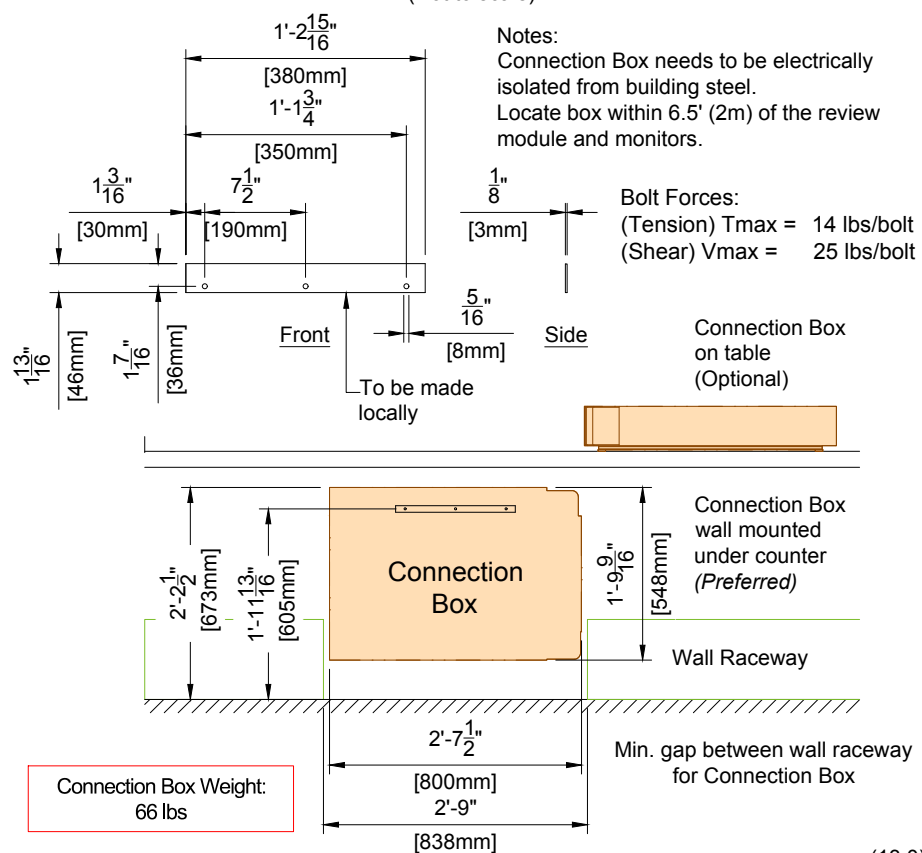 1'-2 15/16"
[380mm]
1'-1 3/4"
[350mm]
1 3/16"
[30mm]
7 1/2"
[190mm]
1/8"
[3mm]
Notes:
Connection Box needs to be electrically
isolated from building steel.
Locate box within 6.5' (2m) of the review
module and monitors.
Bolt Forces:
(Tension) Tmax = 14 lbs/bolt
(Shear) Vmax = 25 lbs/bolt
1 13/16"
[46mm]
1 7/16"
[36mm]
Front
5/16"
[8mm]
Side
To be made
locally
Connection Box
on table
(Optional)
2'-2 1/2"
[673mm]
1'-11 13/16"
[605mm]
Connection
Box
1'-9 9/16"
[548mm]
Connection Box
wall mounted
under counter
(Preferred)
Wall Raceway
2'-7 1/2"
[800mm]
2'-9"
[838mm]
Min. gap between wall raceway
for Connection Box
Connection Box Weight:
66 lbs